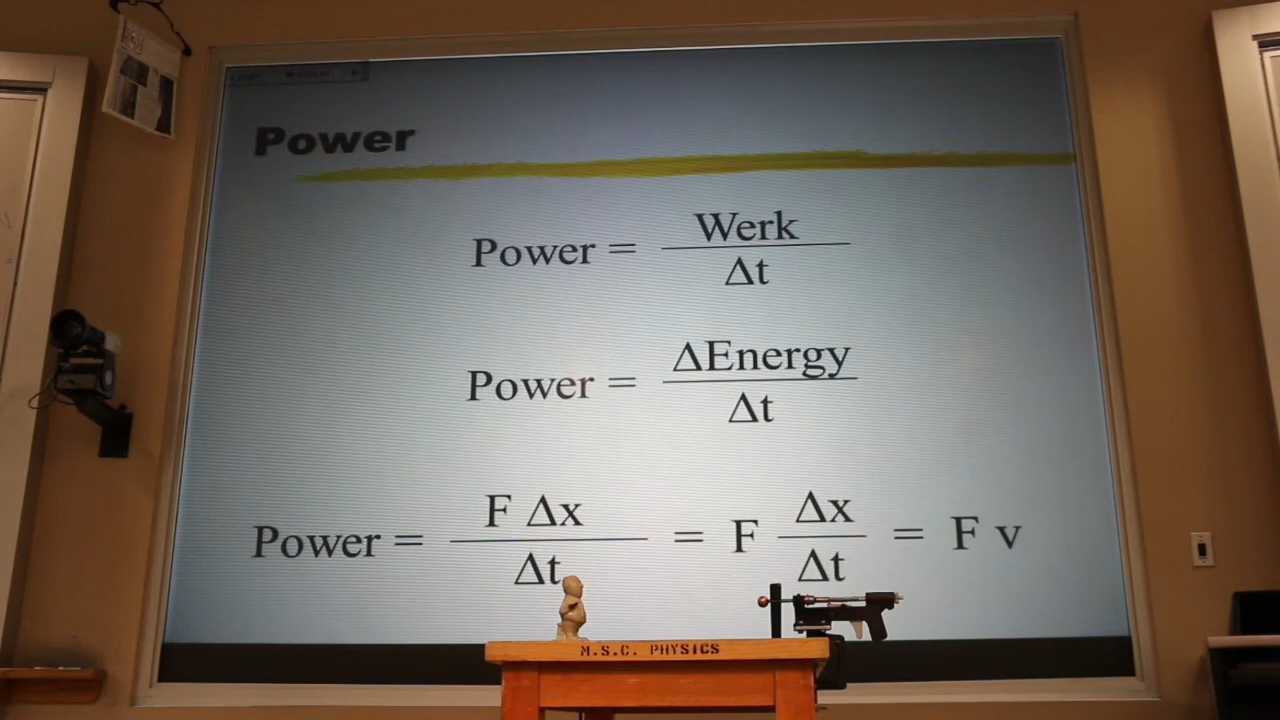 Power
Power = Werk / Δt
Power = ΔEnergy / Δt
Power = F Δx / Δt = F Δx / Δt = F v
M.S.C. PHYSICS